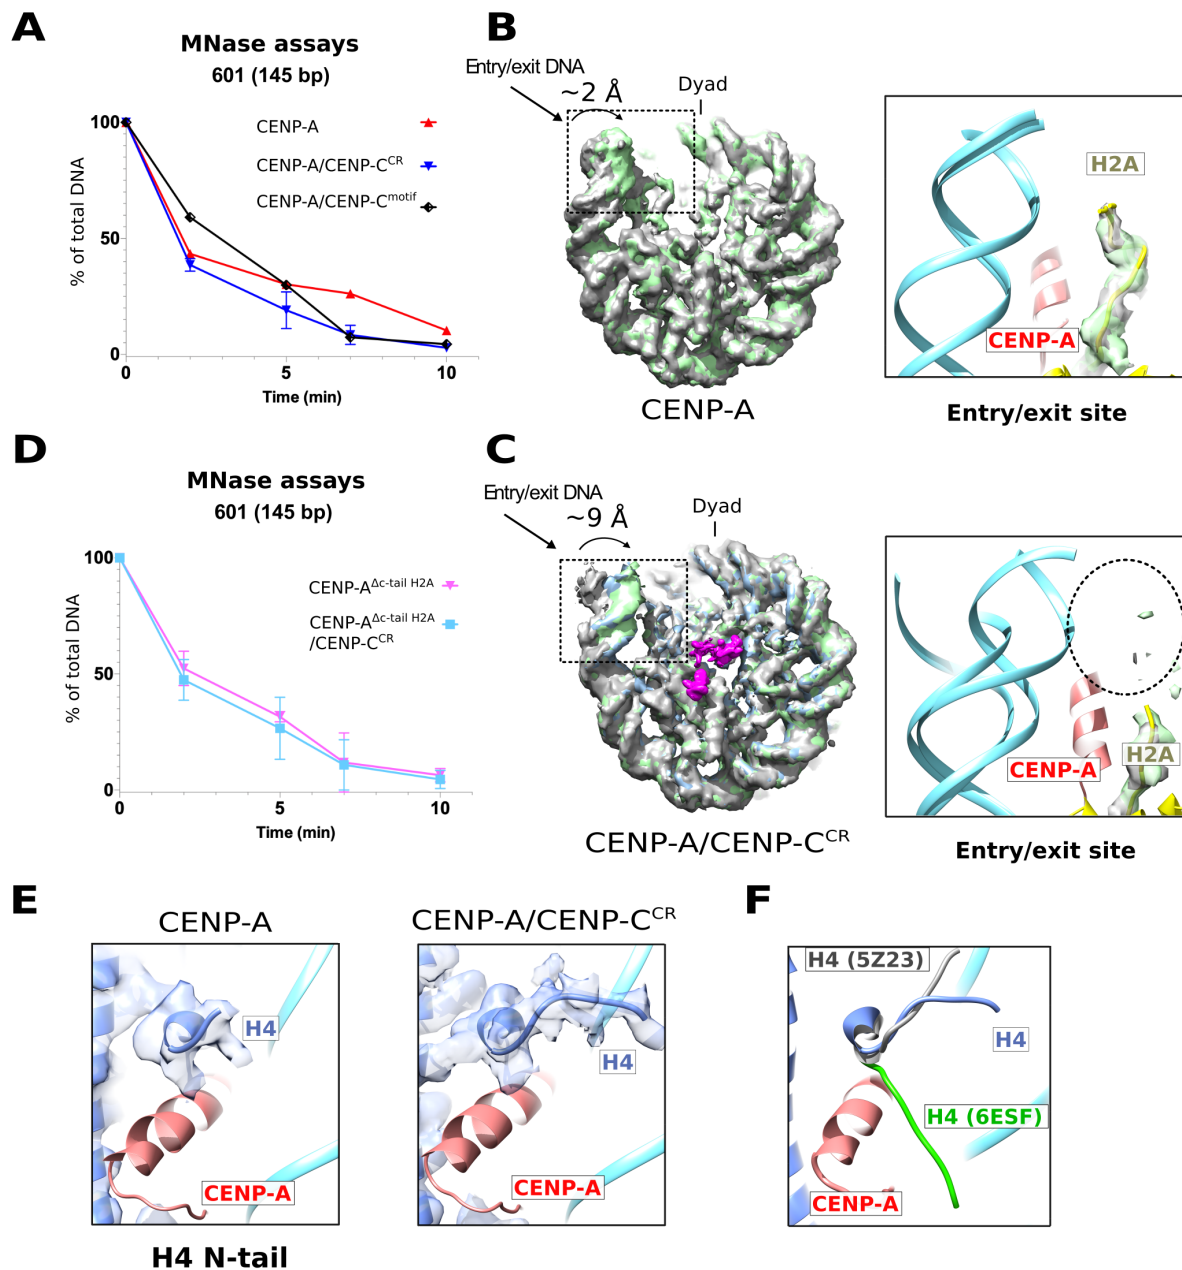 A
MNase assays
601 (145 bp)
% of total DNA
100
50
0
CENP-A
CENP-A/CENP-C^CR
CENP-A/CENP-C^motif
0 5 10
Time (min)
B
Entry/exit DNA
~2 Å
Dyad
CENP-A
H2A
CENP-A
Entry/exit site
D
MNase assays
601 (145 bp)
% of total DNA
100
50
0
CENP-A^Δc-tail H2A
CENP-A^Δc-tail H2A
/CENP-C^CR
0 5 10
Time (min)
C
Entry/exit DNA
~9 Å
Dyad
CENP-A/CENP-C^CR
CENP-A
H2A
Entry/exit site
E
CENP-A
H4
CENP-A
H4 N-tail
CENP-A/CENP-C^CR
H4
CENP-A
F
H4 (5Z23)
H4
H4 (6ESF)
CENP-A